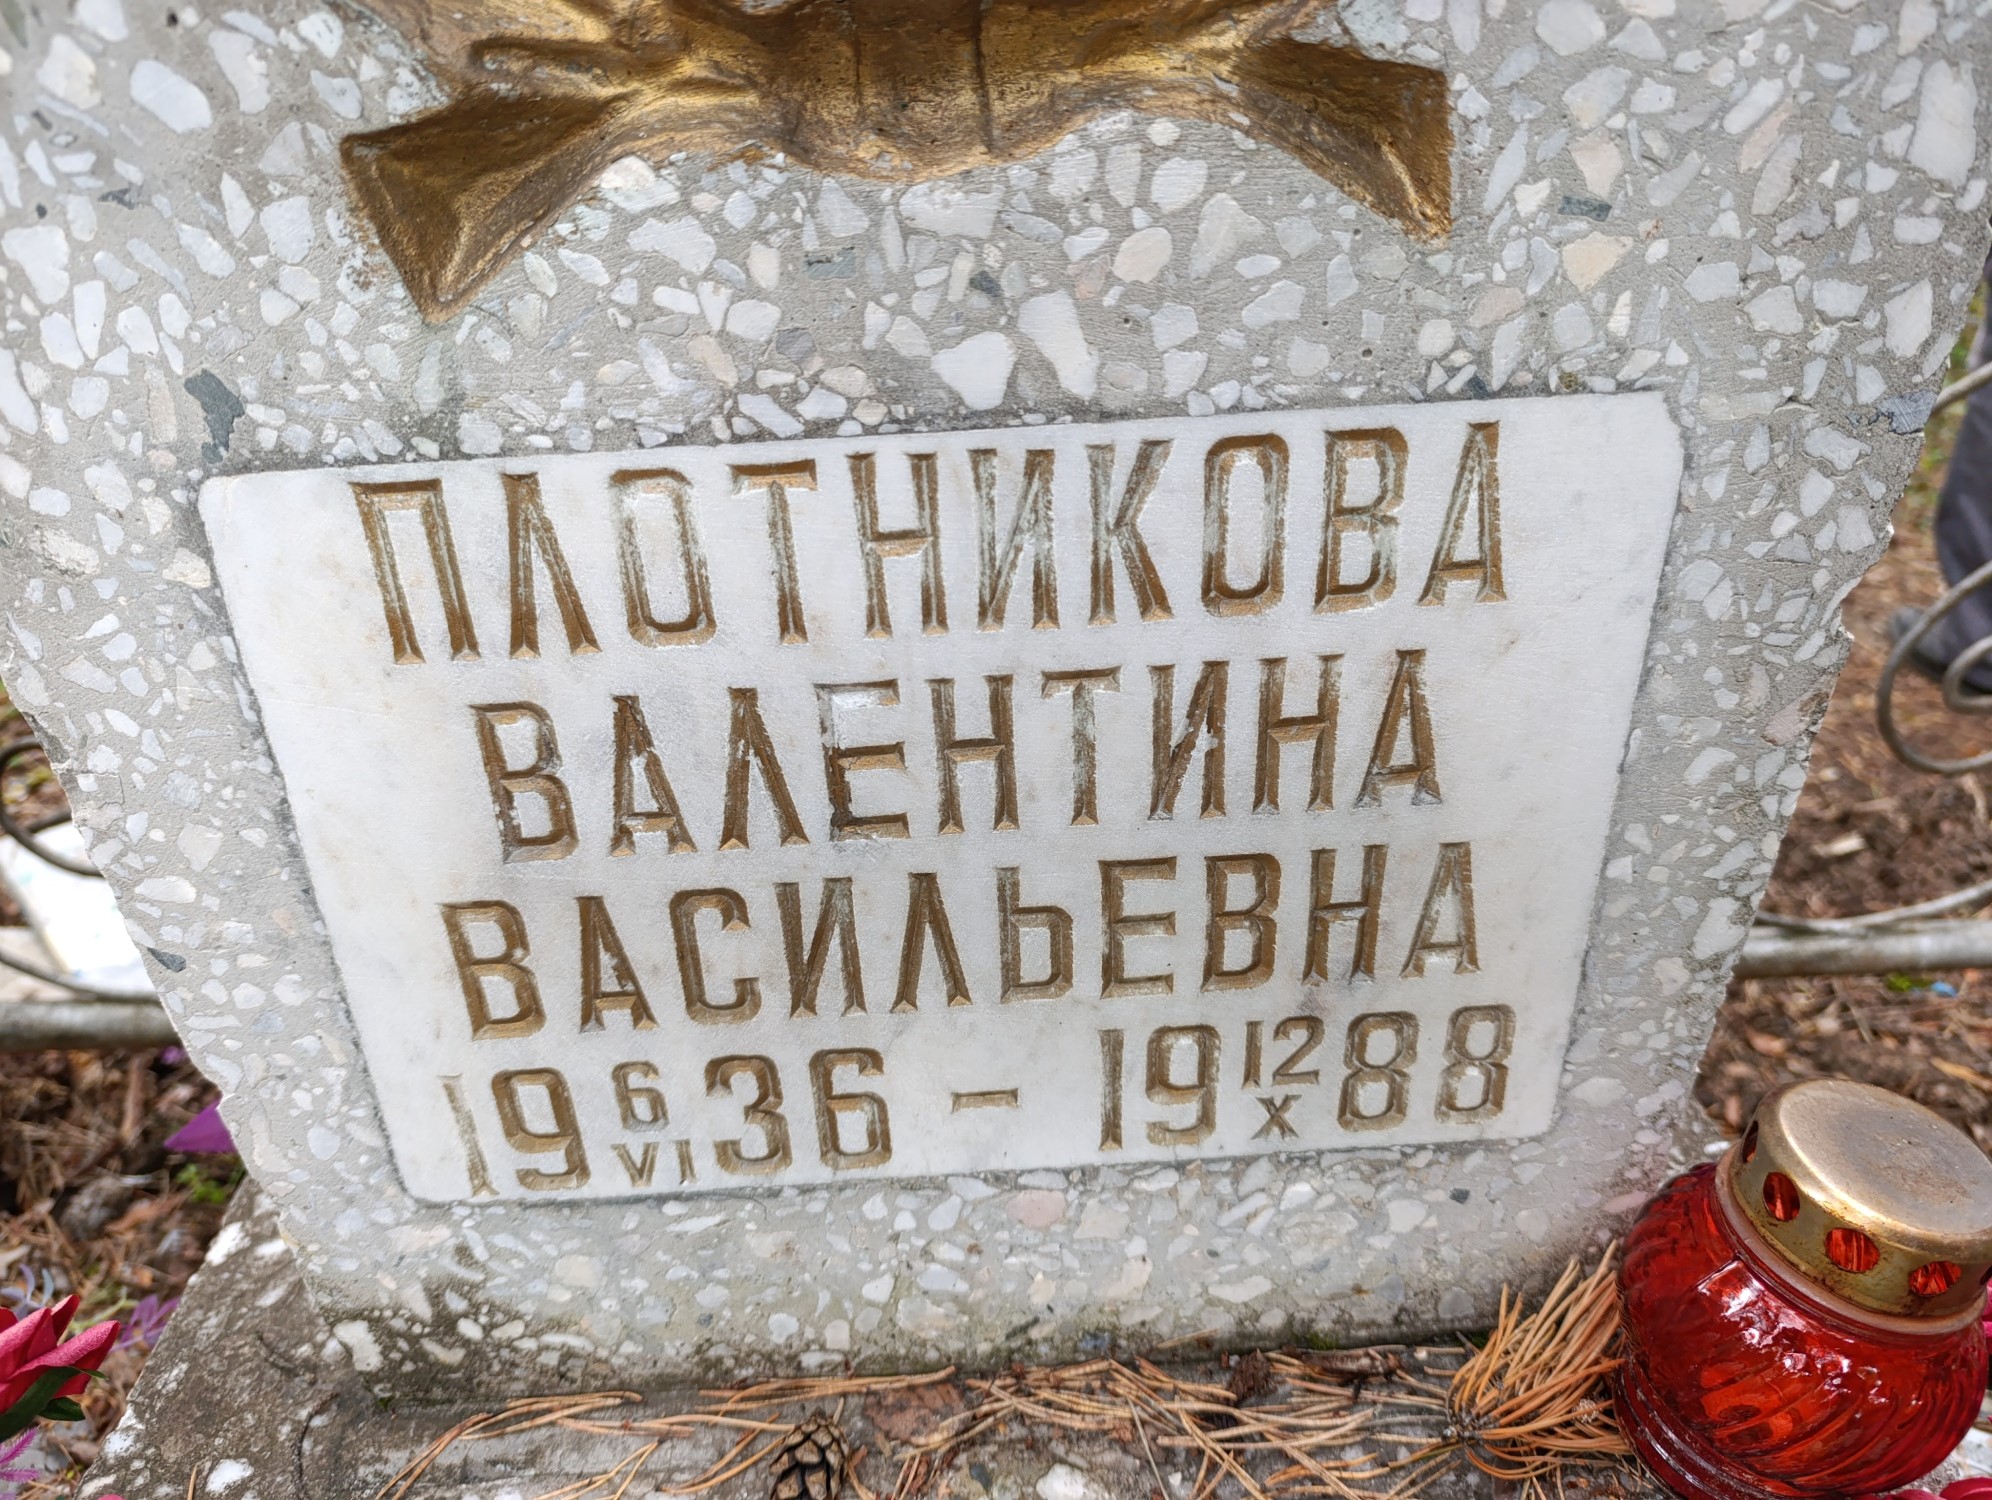 ПЛОТНИКОВА
ВАЛЕНТИНА
ВАСИЛЬЕВНА
19 6/VI 36 - 19 12/X 88